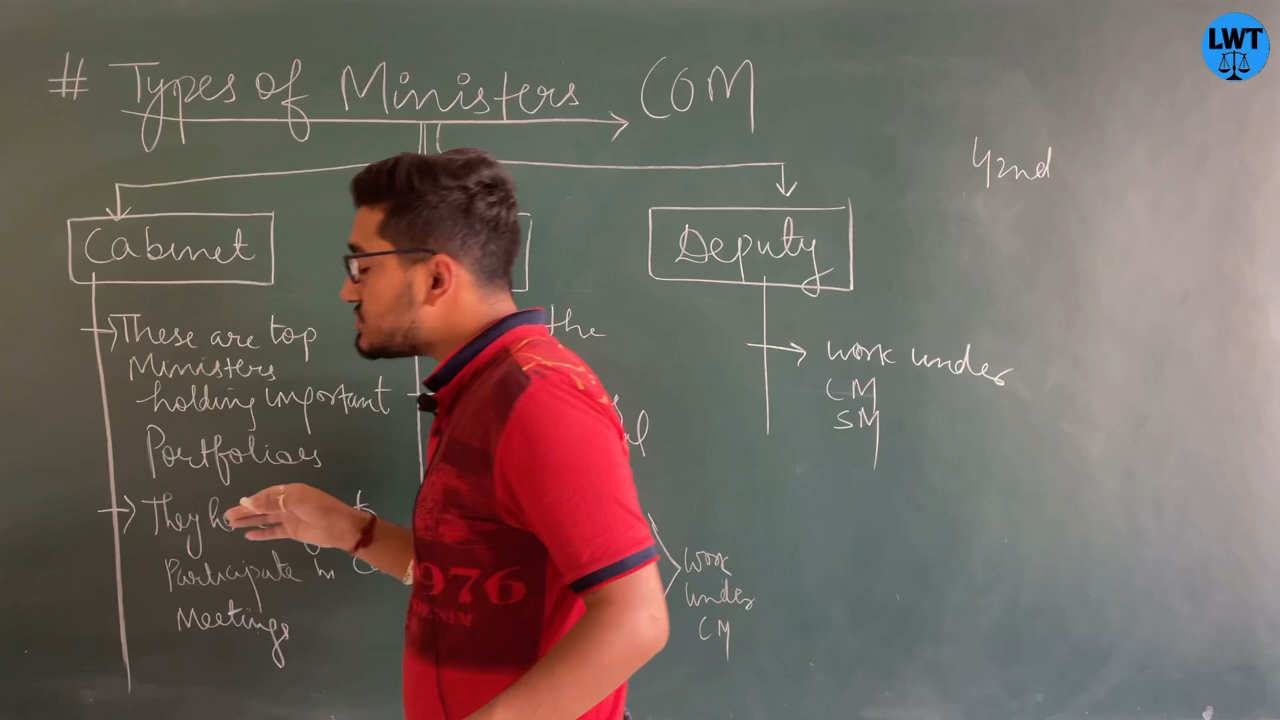 LWT
# Types of Ministers COM
42nd
Cabinet
Deputy
These are top
Ministers
holding important
Portfolios
They
Participate in
Meetings
the
work
under
CM
work under
CM
SM
1976
DENIM